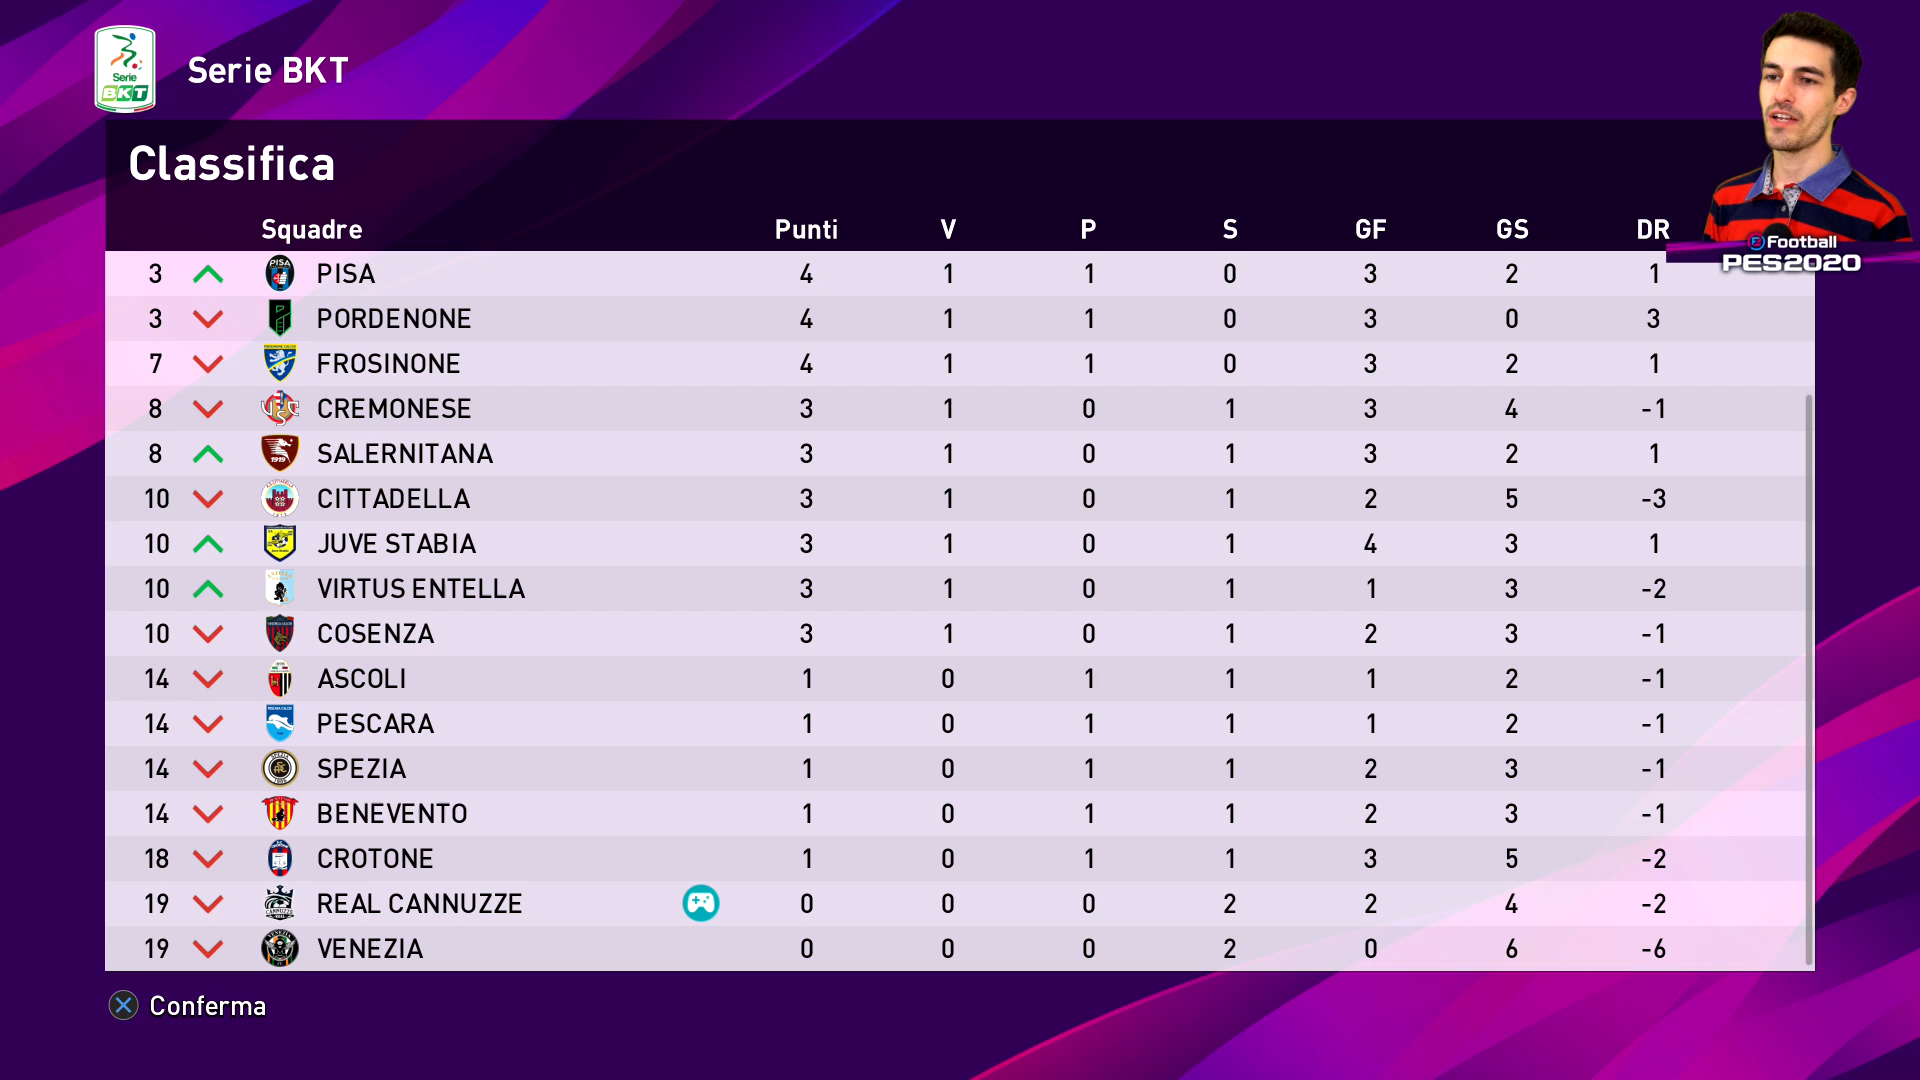 Serie BKT
Serie BKT
Classifica
Squadre Punti V P S GF GS DR
Football
PES2020
3 PISA 4 1 1 0 3 2 1
3 PORDENONE 4 1 1 0 3 0 3
7 FROSINONE 4 1 1 0 3 2 1
8 CREMONESE 3 1 0 1 3 4 -1
8 SALERNITANA 3 1 0 1 3 2 1
10 CITTADELLA 3 1 0 1 2 5 -3
10 JUVE STABIA 3 1 0 1 4 3 1
10 VIRTUS ENTELLA 3 1 0 1 1 3 -2
10 COSENZA 3 1 0 1 2 3 -1
14 ASCOLI 1 0 1 1 1 2 -1
14 PESCARA 1 0 1 1 1 2 -1
14 SPEZIA 1 0 1 1 2 3 -1
14 BENEVENTO 1 0 1 1 2 3 -1
18 CROTONE 1 0 1 1 3 5 -2
19 REAL CANNUZZE 0 0 0 2 2 4 -2
19 VENEZIA 0 0 0 2 0 6 -6
Conferma